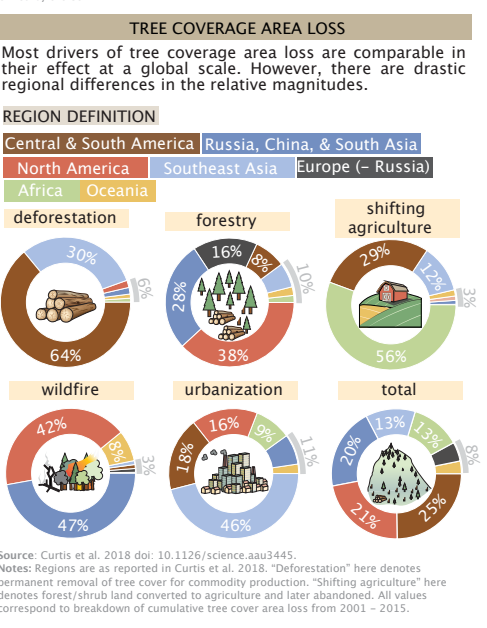 TREE COVERAGE AREA LOSS
Most drivers of tree coverage area loss are comparable in
their effect at a global scale. However, there are drastic
regional differences in the relative magnitudes.
REGION DEFINITION
Central & South America Russia, China, & South Asia
North America Southeast Asia Europe (– Russia)
Africa Oceania
deforestation
30%
6%
64%
forestry
16%
8%
10%
28%
38%
shifting
agriculture
29%
12%
3%
56%
wildfire
42%
8%
3%
47%
urbanization
16%
9%
11%
18%
46%
total
13%
13%
8%
20%
21%
25%
Source: Curtis et al. 2018 doi: 10.1126/science.aau3445.
Notes: Regions are as reported in Curtis et al. 2018. “Deforestation” here denotes
permanent removal of tree cover for commodity production. “Shifting agriculture” here
denotes forest/shrub land converted to agriculture and later abandoned. All values
correspond to breakdown of cumulative tree cover area loss from 2001 – 2015.